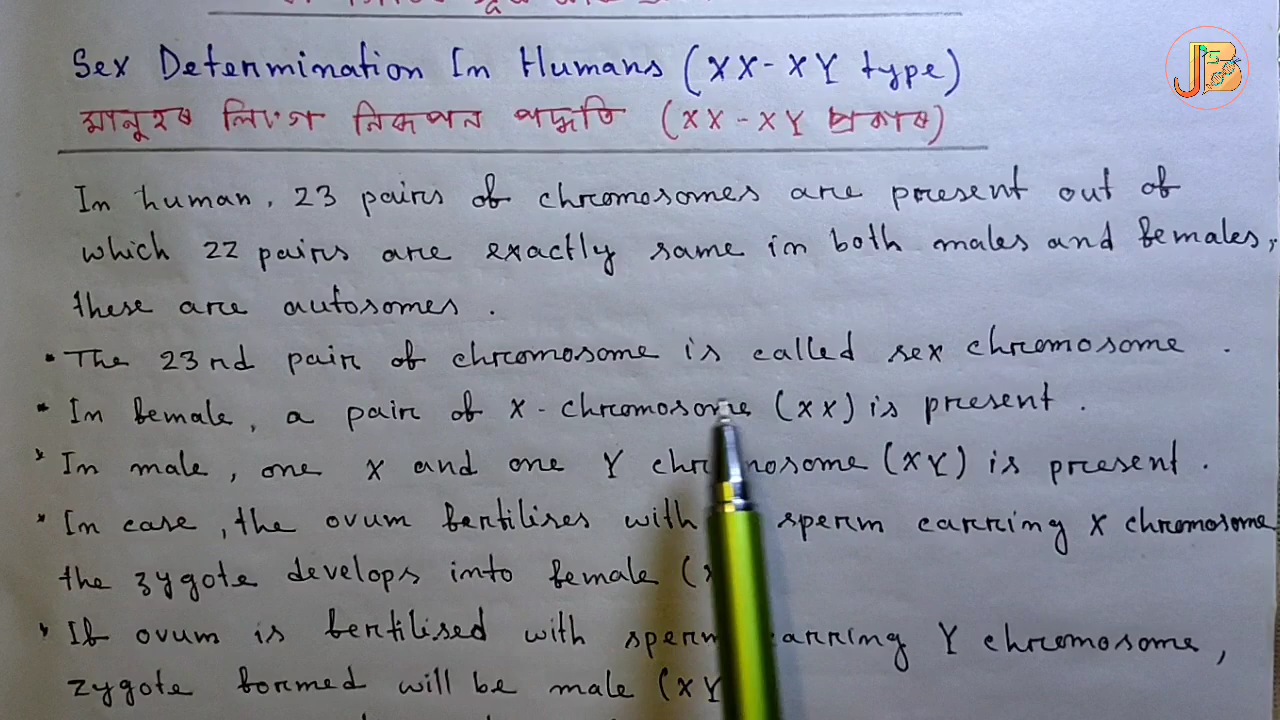 Sex Determination In Humans (XX-XY type)
মানুহৰ লিংগ নিৰূপন পদ্ধতি (XX-XY প্ৰকাৰ)
In human, 23 pairs of chromosomes are present out of
which 22 pairs are exactly same in both males and females,
these are autosomes.
• The 23rd pair of chromosome is called sex chromosome.
* In female, a pair of X-chromosome (XX) is present.
* In male, one X and one Y chromosome (XY) is present.
* In case, the ovum fertilises with sperm carring X chromosome
the zygote develops into female (X
* If ovum is fertilised with sperm carring Y chromosome,
zygote formed will be male (XY